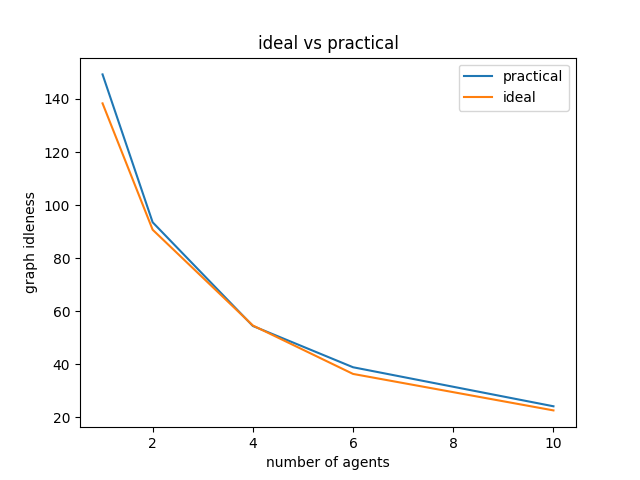 ideal vs practical
practical
ideal
140
120
100
80
60
40
20
graph idleness
2 4 6 8 10
number of agents